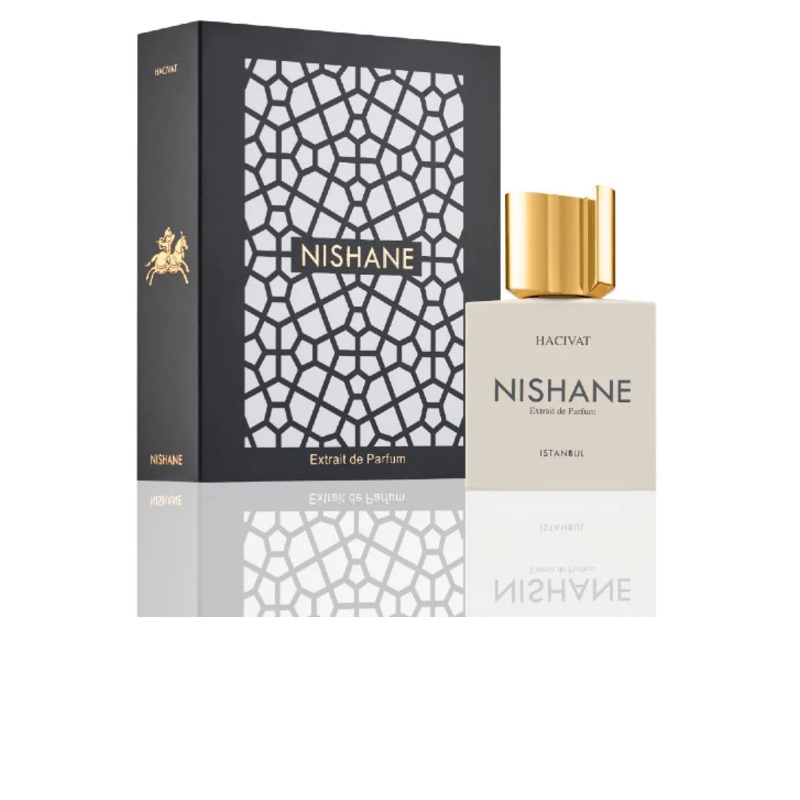 HACIVAT
NISHANE
Extrait de Parfum
NISHANE
HACIVAT
NISHANE
Extrait de Parfum
ISTANBUL